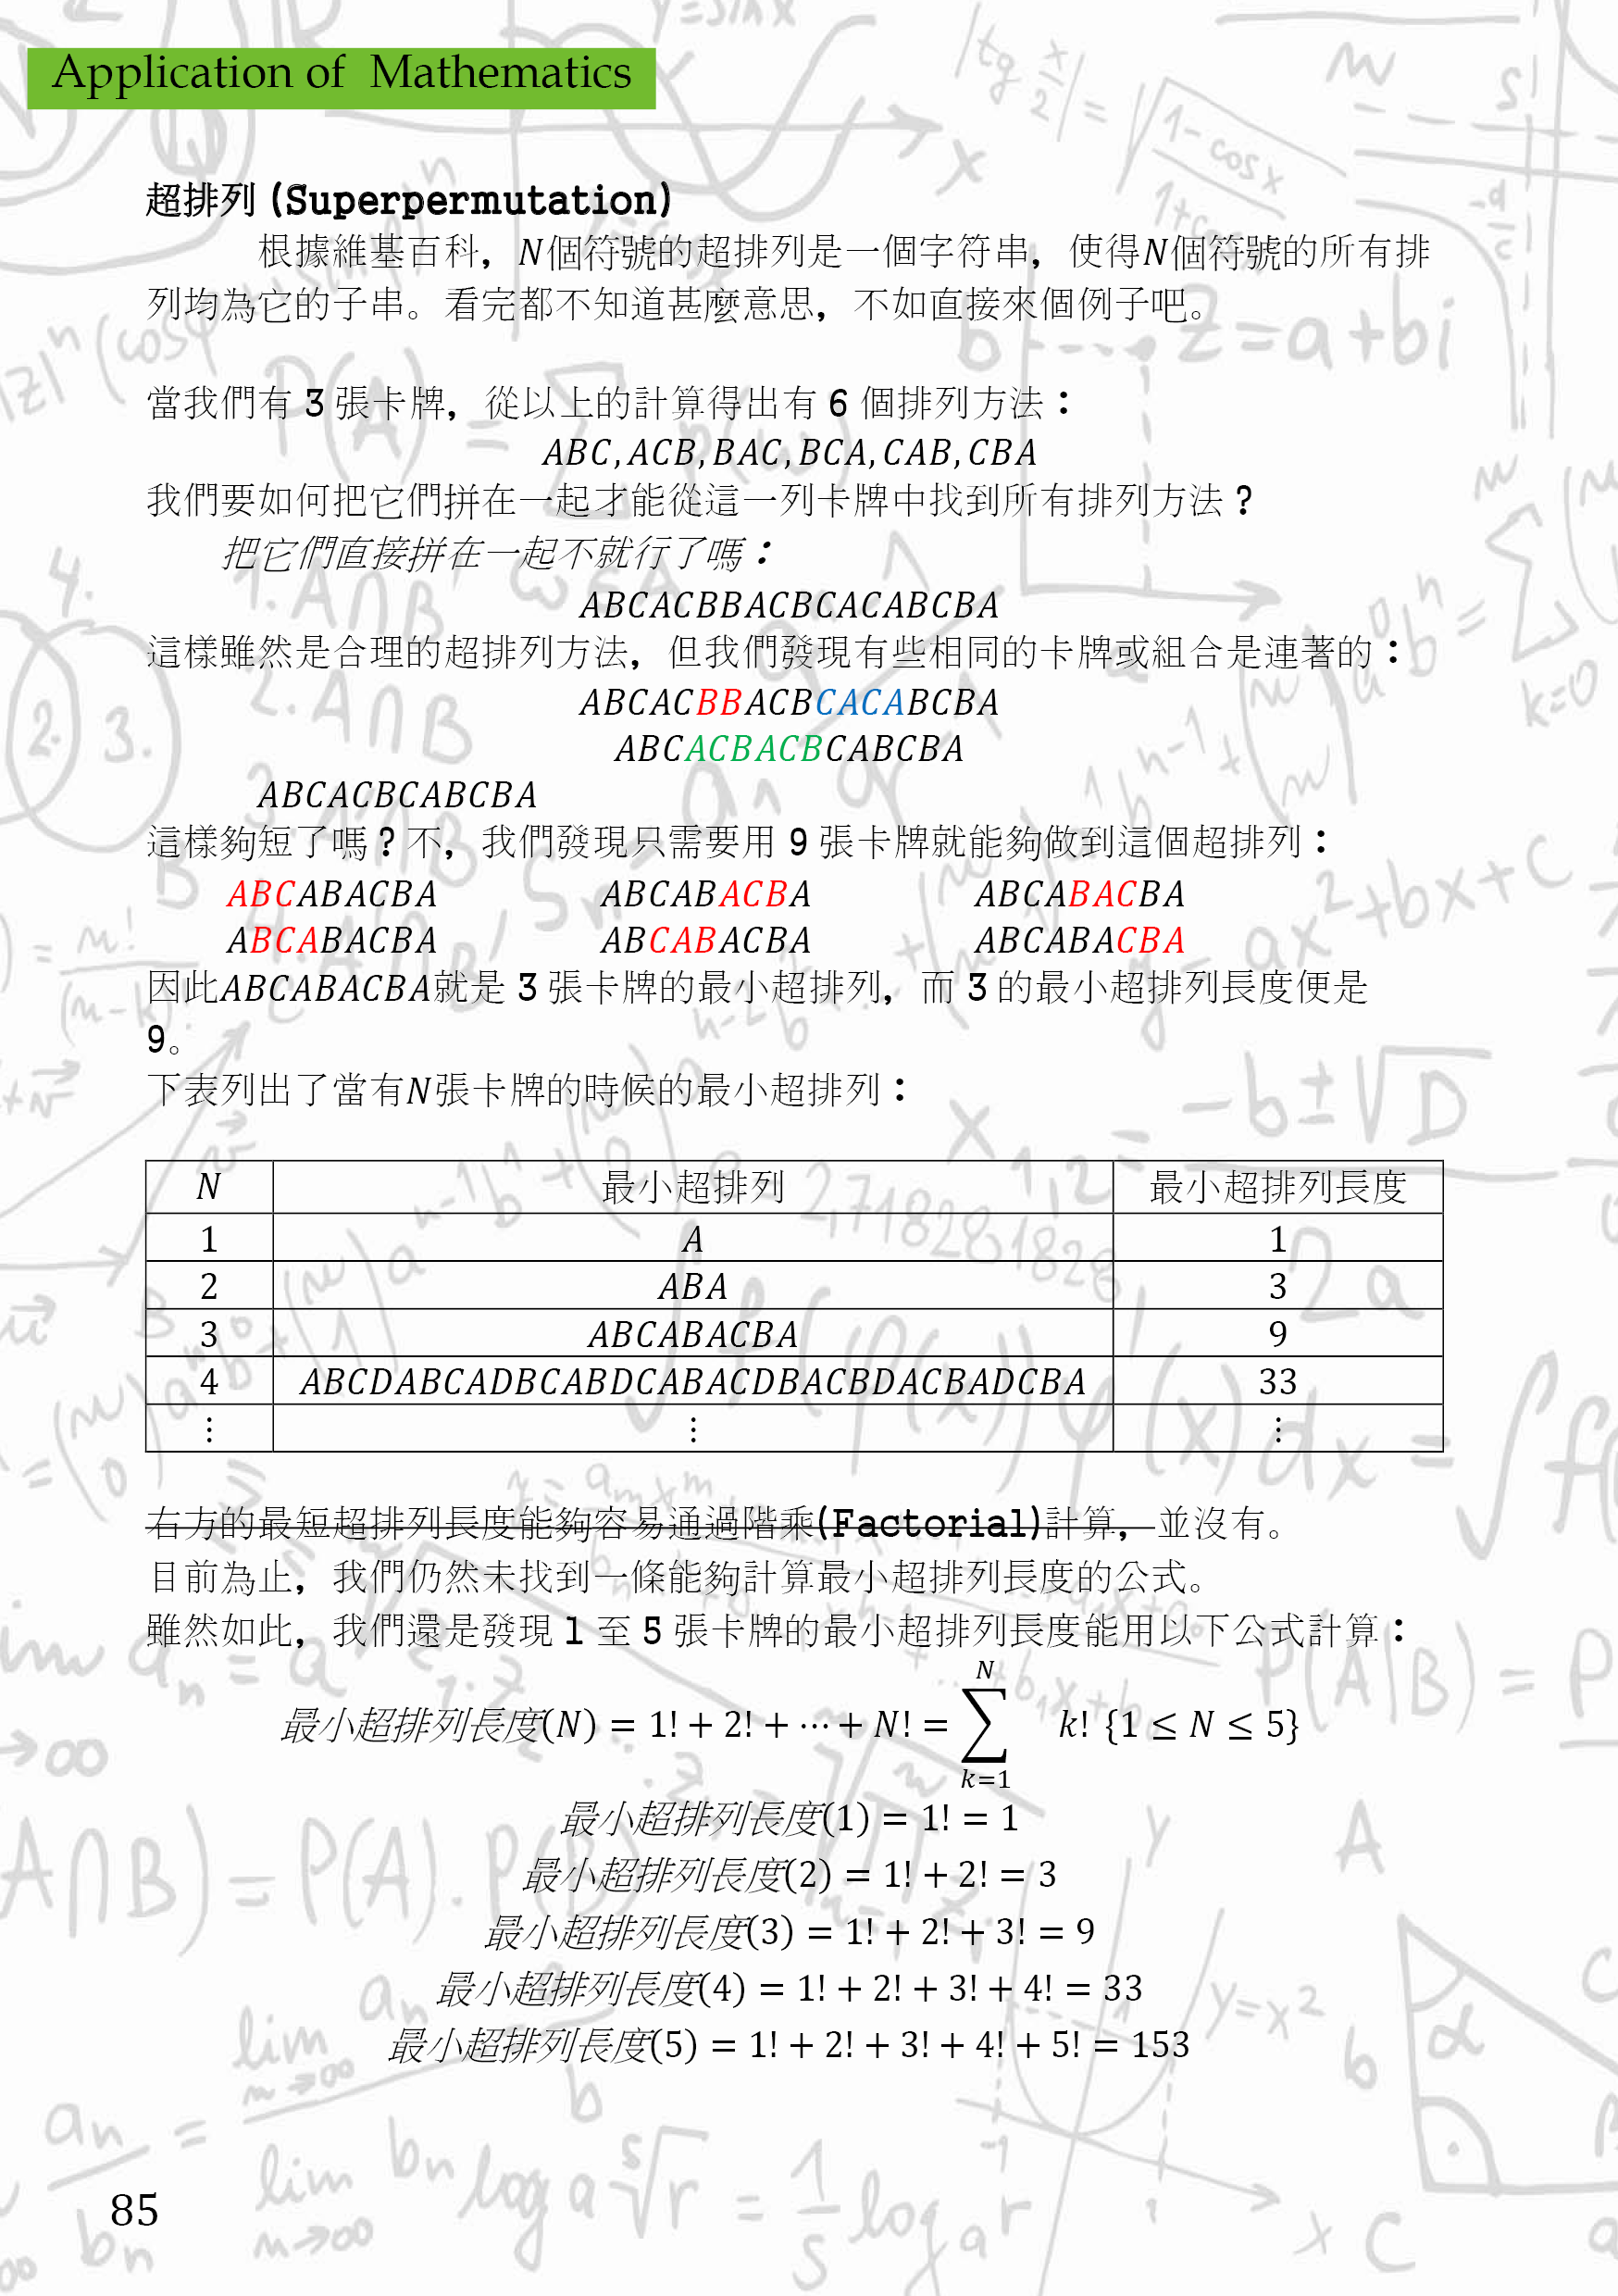 Application of Mathematics
超排列 (Superpermutation)
根據維基百科，N個符號的超排列是一個字符串，使得N個符號的所有排
列均為它的子串。看完都不知道甚麼意思，不如直接來個例子吧。
當我們有 3 張卡牌，從以上的計算得出有 6 個排列方法：
ABC, ACB, BAC, BCA, CAB, CBA
我們要如何把它們拼在一起才能從這一列卡牌中找到所有排列方法？
把它們直接拼在一起不就行了嗎：
ABCACBBACBCACABCBA
這樣雖然是合理的超排列方法，但我們發現有些相同的卡牌或組合是連著的：
ABCACBBACBCACABCBA
ABCACBACBCABCBA
ABCACBCABCBA
這樣夠短了嗎？不，我們發現只需要用 9 張卡牌就能夠做到這個超排列：
ABCABACBA ABCABACBA ABCABACBA
ABCABACBA ABCABACBA ABCABACBA
因此ABCABACBA就是 3 張卡牌的最小超排列，而 3 的最小超排列長度便是
9。
下表列出了當有N張卡牌的時候的最小超排列：
N 最小超排列 最小超排列長度
1 A 1
2 ABA 3
3 ABCABACBA 9
4 ABCDABCADBCABDCABACDBACBDACBADCBA 33
⋮ ⋮ ⋮
右方的最短超排列長度能夠容易通過階乘(Factorial)計算，並沒有。
目前為止，我們仍然未找到一條能夠計算最小超排列長度的公式。
雖然如此，我們還是發現 1 至 5 張卡牌的最小超排列長度能用以下公式計算：
最小超排列長度(N) = 1! + 2! + ⋯ + N! = ∑_{k=1}^{N} k! {1 ≤ N ≤ 5}
最小超排列長度(1) = 1! = 1
最小超排列長度(2) = 1! + 2! = 3
最小超排列長度(3) = 1! + 2! + 3! = 9
最小超排列長度(4) = 1! + 2! + 3! + 4! = 33
最小超排列長度(5) = 1! + 2! + 3! + 4! + 5! = 153
85